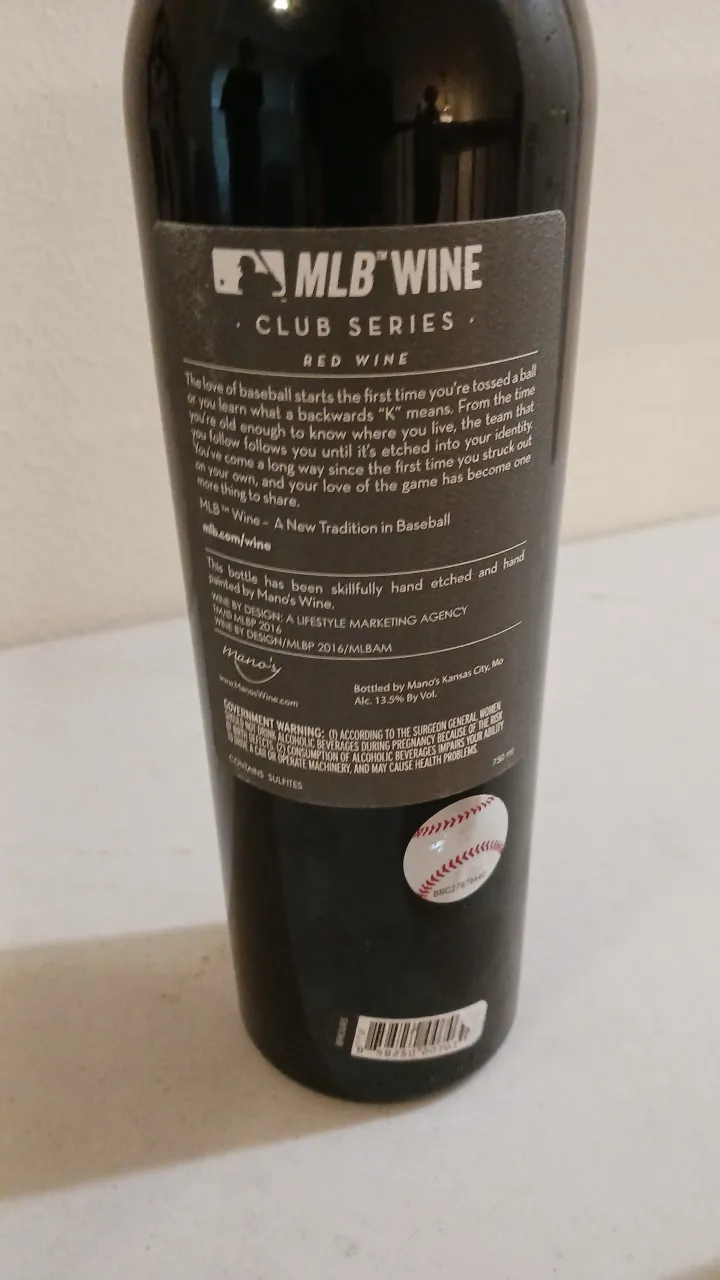 MLB™ WINE
· CLUB SERIES ·
RED WINE
The love of baseball starts the first time you're tossed a ball
or you learn what a backwards "K" means. From the time
you're old enough to know where you live, the team that
you follow follows you until it's etched into your identity.
You've come a long way since the first time you struck out
on your own, and your love of the game has become one
more thing to share.
MLB™ Wine - A New Tradition in Baseball
mlb.com/wine
This bottle has been skillfully hand etched and hand
painted by Mano's Wine.
WINE BY DESIGN: A LIFESTYLE MARKETING AGENCY
TM/© MLBP 2016
WINE BY DESIGN/MLBP 2016/MLBAM
Mano's
www.ManosWine.com
Bottled by Mano's Kansas City, Mo
Alc. 13.5% By Vol.
GOVERNMENT WARNING: (1) ACCORDING TO THE SURGEON GENERAL, WOMEN
SHOULD NOT DRINK ALCOHOLIC BEVERAGES DURING PREGNANCY BECAUSE OF THE RISK
OF BIRTH DEFECTS. (2) CONSUMPTION OF ALCOHOLIC BEVERAGES IMPAIRS YOUR ABILITY
TO DRIVE A CAR OR OPERATE MACHINERY, AND MAY CAUSE HEALTH PROBLEMS.
CONTAINS SULFITES
750 ml